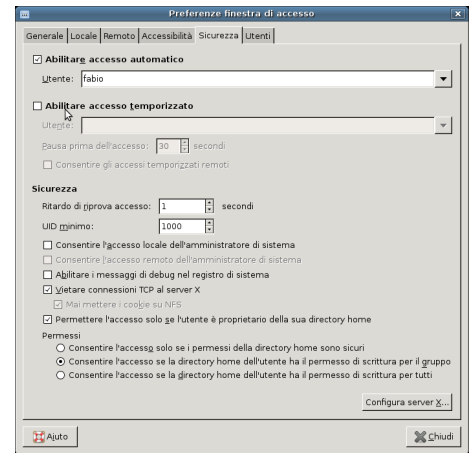 Preferenze finestra di accesso
Generale Locale Remoto Accessibilità Sicurezza Utenti
Abilitare accesso automatico
Utente: fabio
Abilitare accesso temporizzato
Utente:
Pausa prima dell'accesso: 30 secondi
Consentire gli accessi temporizzati remoti
Sicurezza
Ritardo di riprova accesso: 1 secondi
UID minimo: 1000
Consentire l'accesso locale dell'amministratore di sistema
Consentire l'accesso remoto dell'amministratore di sistema
Abilitare i messaggi di debug nel registro di sistema
Vietare connessioni TCP al server X
Mai mettere i cookie su NFS
Permettere l'accesso solo se l'utente è proprietario della sua directory home
Permessi
Consentire l'accesso solo se i permessi della directory home sono sicuri
Consentire l'accesso se la directory home dell'utente ha il permesso di scrittura per il gruppo
Consentire l'accesso se la directory home dell'utente ha il permesso di scrittura per tutti
Configura server X...
Aiuto Chiudi